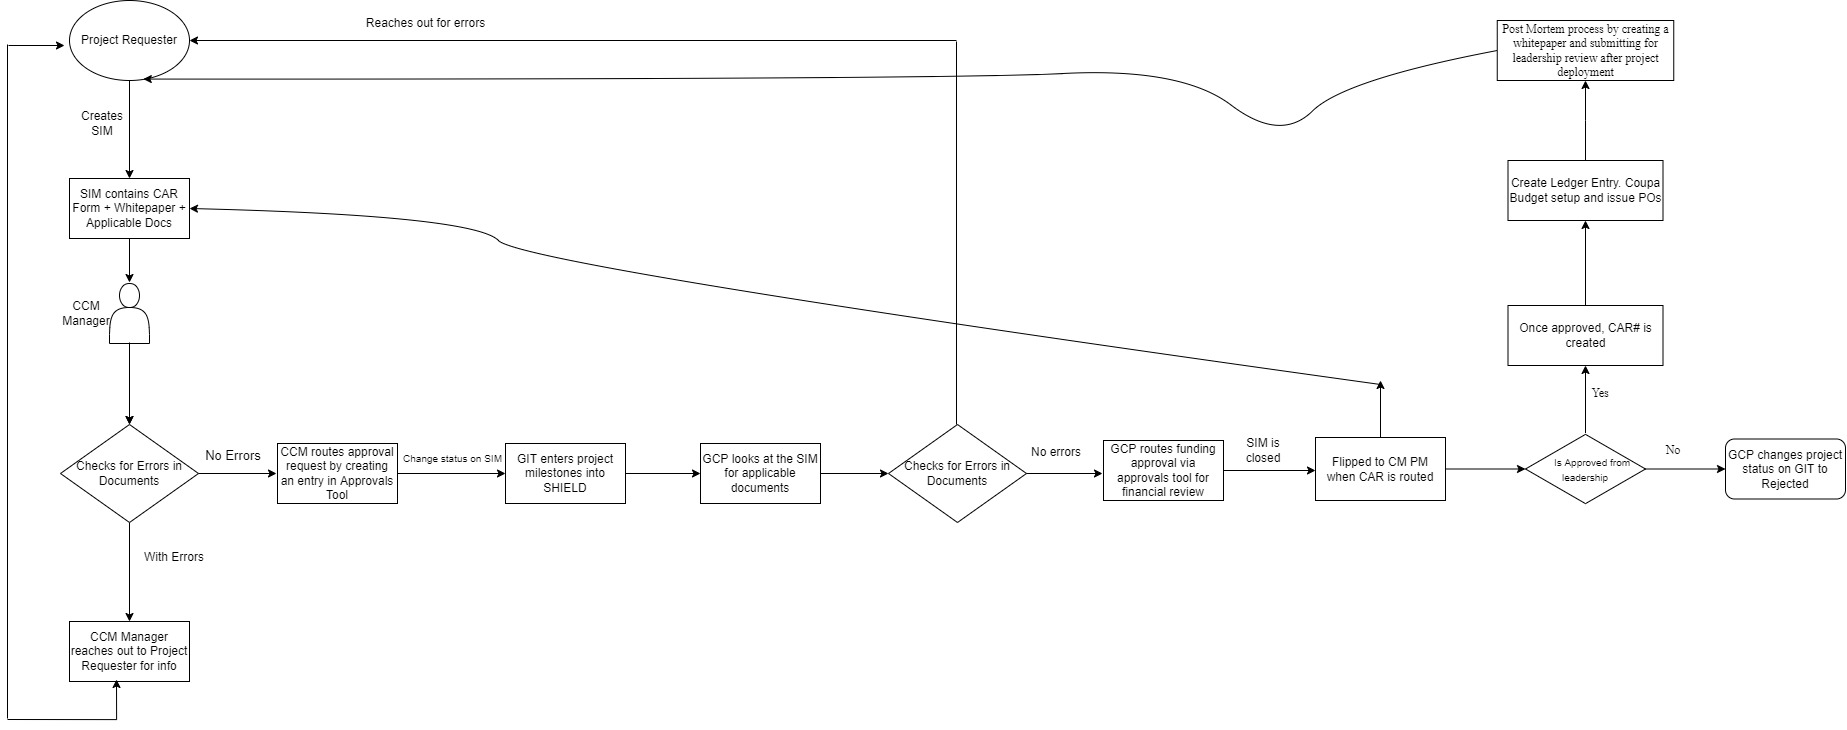 Reaches out for errors
Project Requester
Post Mortem process by creating a
whitepaper and submitting for
leadership review after project
deployment
Creates
SIM
SIM contains CAR
Form + Whitepaper +
Applicable Docs
Create Ledger Entry. Coupa
Budget setup and issue POs
CCM
Manager
Once approved, CAR# is
created
Yes
Checks for Errors in
Documents
No Errors
CCM routes approval
request by creating
an entry in Approvals
Tool
Change status on SIM
GIT enters project
milestones into
SHIELD
GCP looks at the SIM
for applicable
documents
Checks for Errors in
Documents
No errors
GCP routes funding
approval via
approvals tool for
financial review
SIM is
closed
Flipped to CM PM
when CAR is routed
Is Approved from
leadership
No
GCP changes project
status on GIT to
Rejected
With Errors
CCM Manager
reaches out to Project
Requester for info